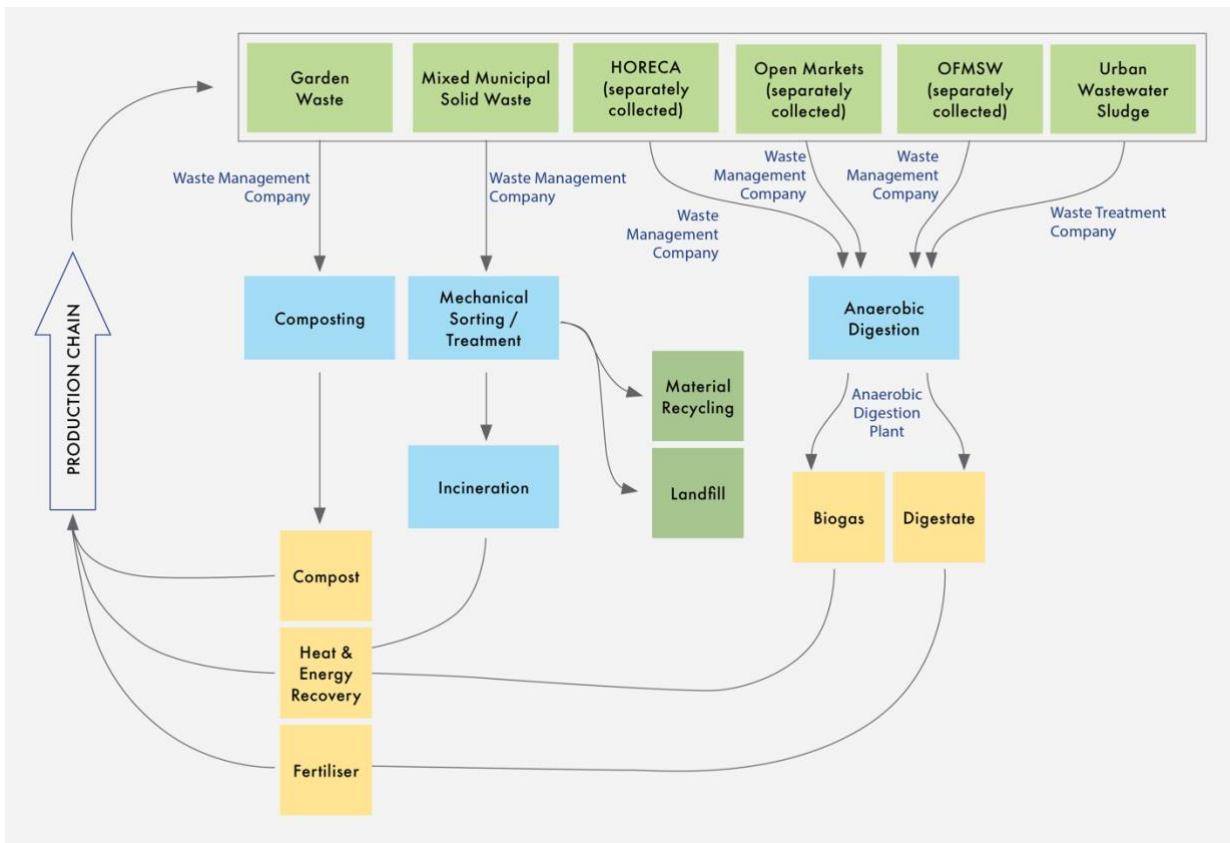 Garden
Waste
Mixed Municipal
Solid Waste
HORECA
(separately
collected)
Open Markets
(separately
collected)
OFMSW
(separately
collected)
Urban
Wastewater
Sludge
Waste Management
Company
Waste Management
Company
Waste
Management
Company
Waste
Management
Company
Waste
Management
Company
Waste Treatment
Company
PRODUCTION CHAIN
Composting
Mechanical
Sorting /
Treatment
Anaerobic
Digestion
Material
Recycling
Anaerobic
Digestion
Plant
Incineration
Landfill
Biogas
Digestate
Compost
Heat &
Energy
Recovery
Fertiliser